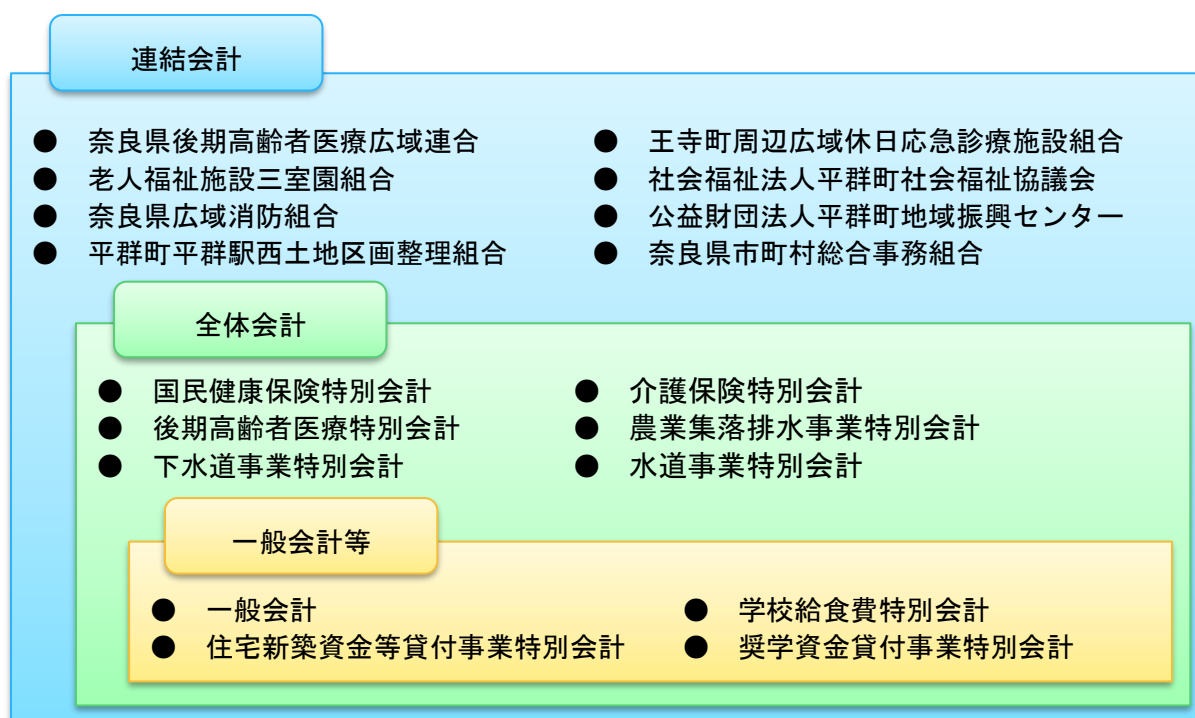 連結会計
● 奈良県後期高齢者医療広域連合 ● 王寺町周辺広域休日応急診療施設組合
● 老人福祉施設三室園組合 ● 社会福祉法人平群町社会福祉協議会
● 奈良県広域消防組合 ● 公益財団法人平群町地域振興センター
● 平群町平群駅西土地区画整理組合 ● 奈良県市町村総合事務組合
全体会計
● 国民健康保険特別会計 ● 介護保険特別会計
● 後期高齢者医療特別会計 ● 農業集落排水事業特別会計
● 下水道事業特別会計 ● 水道事業特別会計
一般会計等
● 一般会計 ● 学校給食費特別会計
● 住宅新築資金等貸付事業特別会計 ● 奨学資金貸付事業特別会計